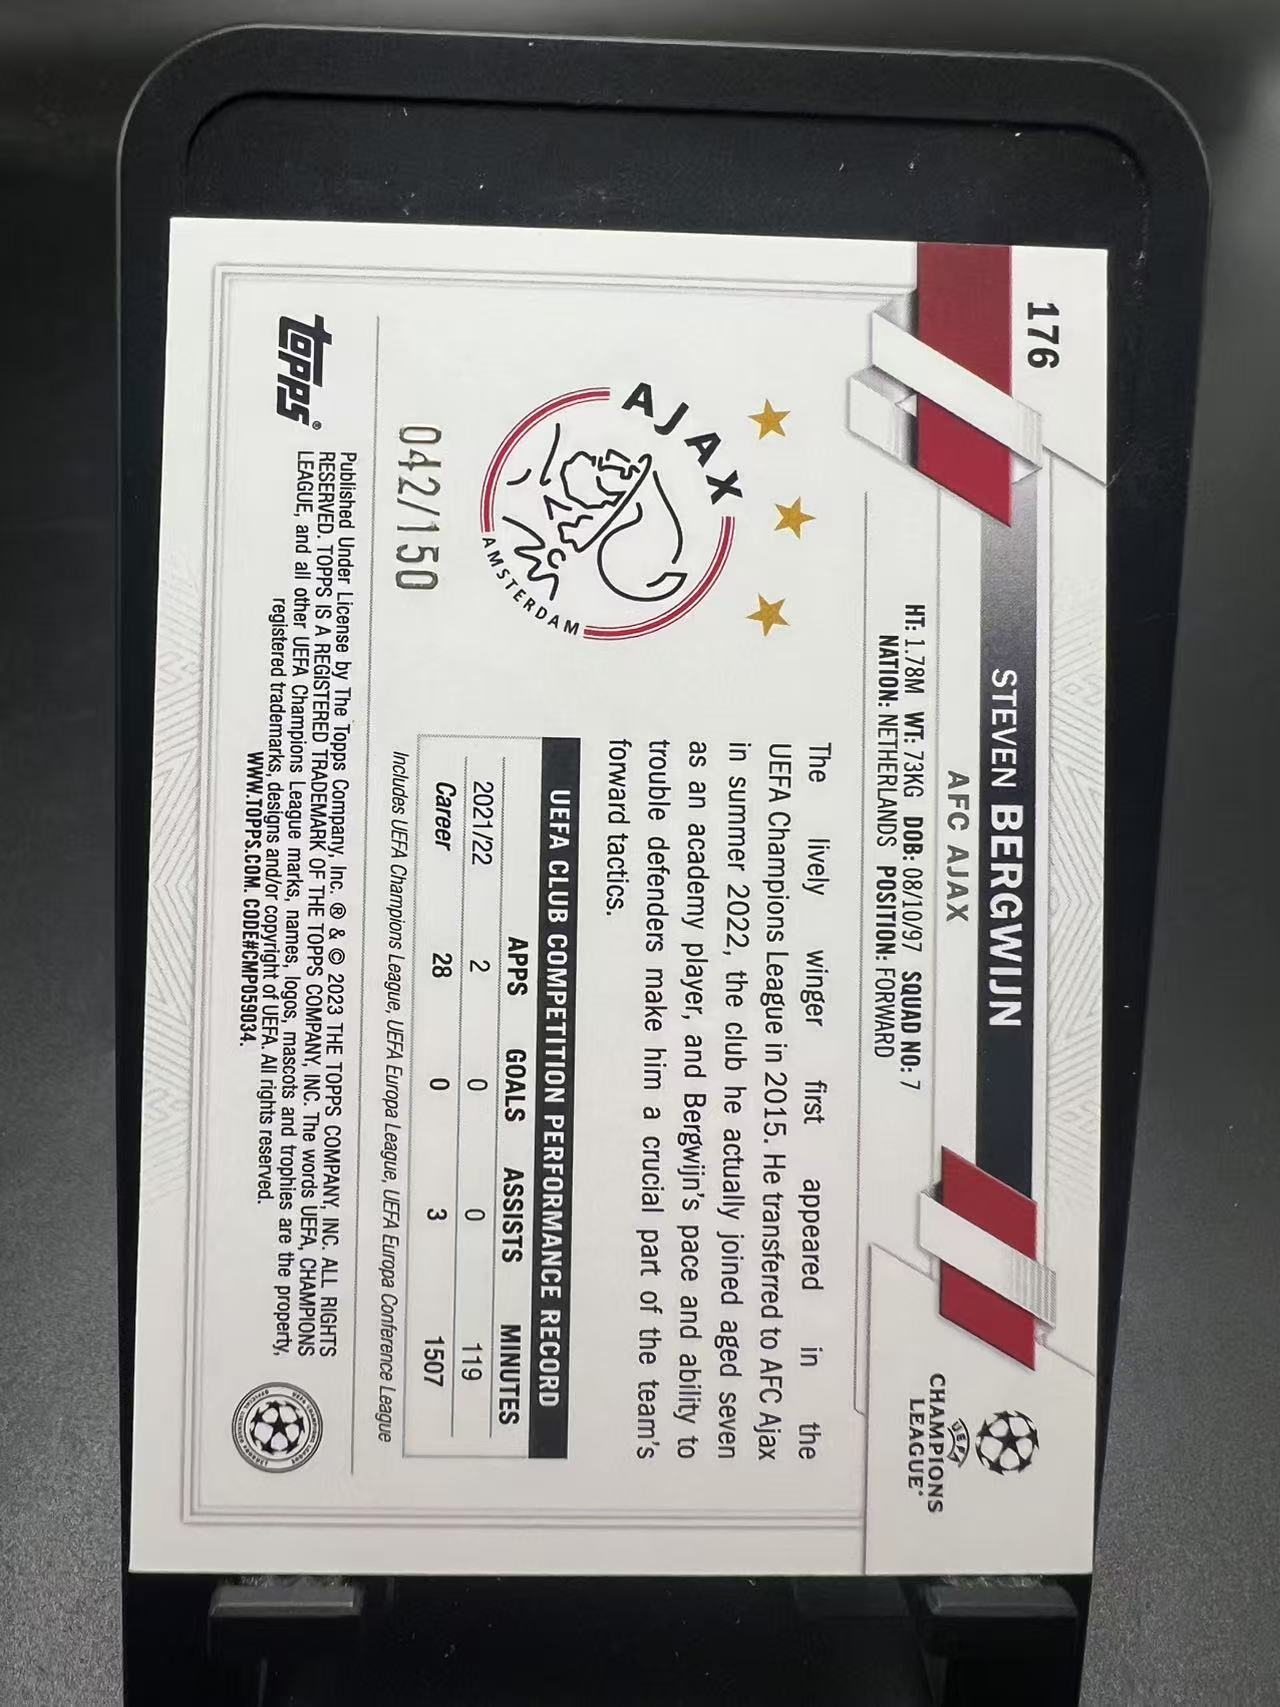 176
STEVEN BERGWIJN
AFC AJAX
HT: 1.78M WT: 73KG DOB: 08/10/97 SQUAD NO: 7
NATION: NETHERLANDS POSITION: FORWARD
UEFA
CHAMPIONS
LEAGUE
AJAX
AMSTERDAM
The lively winger first appeared in the
UEFA Champions League in 2015. He transferred to AFC Ajax
in summer 2022, the club he actually joined aged seven
as an academy player, and Bergwijn's pace and ability to
trouble defenders make him a crucial part of the team's
forward tactics.
UEFA CLUB COMPETITION PERFORMANCE RECORD
APPS GOALS ASSISTS MINUTES
2021/22 2 0 0 119
Career 28 0 3 1507
Includes UEFA Champions League, UEFA Europa League, UEFA Europa Conference League
042/150
topps®
Published Under License by The Topps Company, Inc. ® & © 2023 THE TOPPS COMPANY, INC. ALL RIGHTS
RESERVED. TOPPS IS A REGISTERED TRADEMARK OF THE TOPPS COMPANY, INC. The words UEFA, CHAMPIONS
LEAGUE, and all other UEFA Champions League marks, names, logos, mascots and trophies are the property,
registered trademarks, designs and/or copyright of UEFA. All rights reserved.
WWW.TOPPS.COM. CODE#CMP059034.